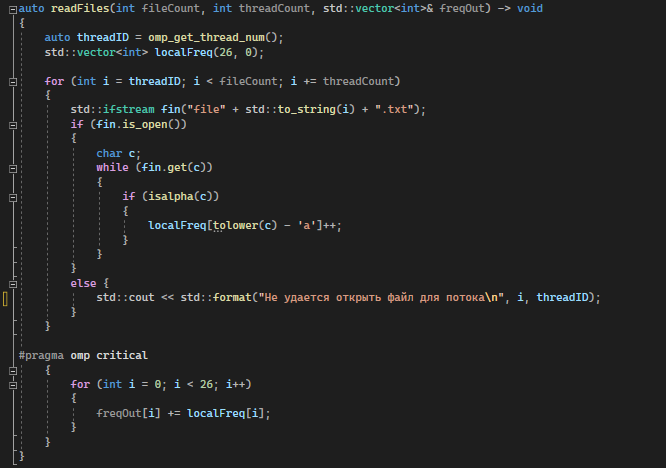 auto readFiles(int fileCount, int threadCount, std::vector<int>& freqOut) -> void
{
    auto threadID = omp_get_thread_num();
    std::vector<int> localFreq(26, 0);

    for (int i = threadID; i < fileCount; i += threadCount)
    {
        std::ifstream fin("file" + std::to_string(i) + ".txt");
        if (fin.is_open())
        {
            char c;
            while (fin.get(c))
            {
                if (isalpha(c))
                {
                    localFreq[tolower(c) - 'a']++;
                }
            }
        }
        else {
            std::cout << std::format("Не удается открыть файл для потока\n", i, threadID);
        }
    }

#pragma omp critical
    {
        for (int i = 0; i < 26; i++)
        {
            freqOut[i] += localFreq[i];
        }
    }
}